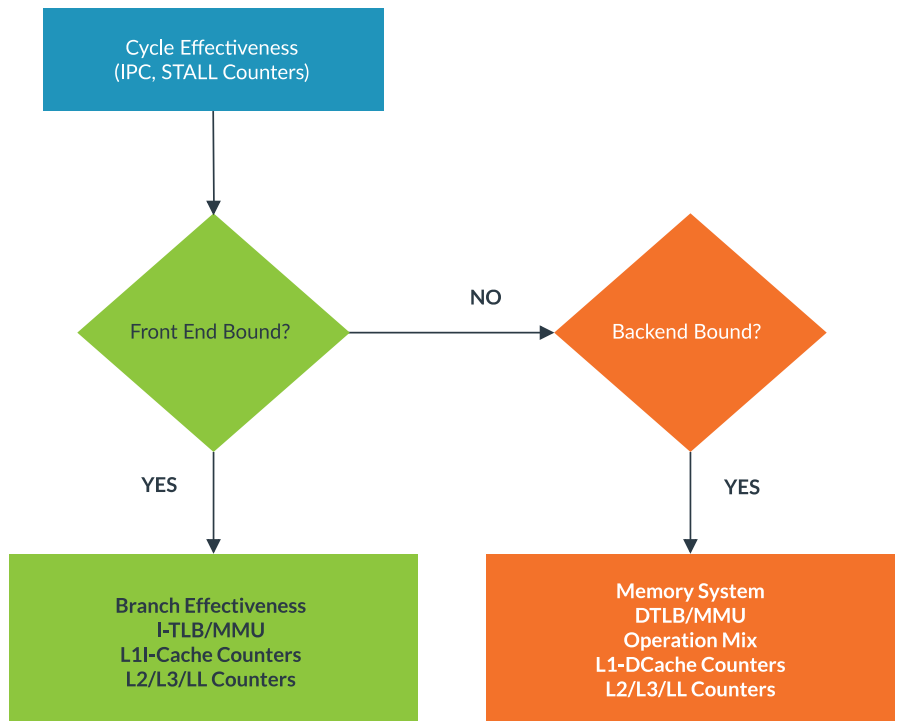 Cycle Effectiveness
(IPC, STALL Counters)
Front End Bound?
NO
Backend Bound?
YES
YES
Branch Effectiveness
I-TLB/MMU
L1I-Cache Counters
L2/L3/LL Counters
Memory System
DTLB/MMU
Operation Mix
L1-DCache Counters
L2/L3/LL Counters